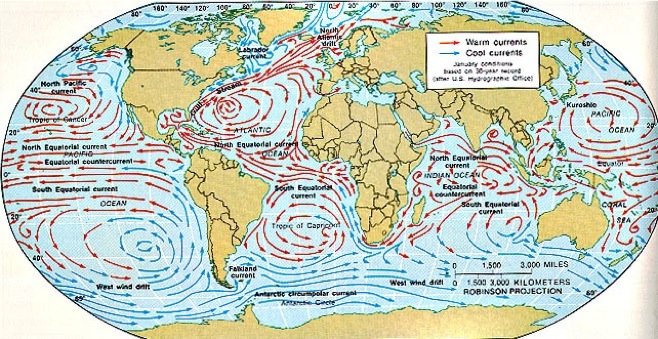 80°
100°
120°
140°
160°
180°
160°
140°
120°
100°
80°
60°
60°
Labrador
current
North
Atlantic
drift
Warm currents
Cool currents
January conditions
based on 30-year record
(after U.S. Hydrographic Office)
North Pacific
current
40°
Gulf Stream
40°
Kuroshio
PACIFIC
OCEAN
Tropic of Cancer
20°
ATLANTIC
20°
North Equatorial current
PACIFIC
Equatorial countercurrent
North Equatorial current
OCEAN
North Equatorial
current
INDIAN OCEAN
Equatorial
countercurrent
Equator
0°
South Equatorial current
OCEAN
South Equatorial
current
South Equatorial
current
CORAL
SEA
20°
20°
Tropic of Capricorn
40°
West wind drift
Falkland
current
Antarctic circumpolar current
Antarctic Circle
West wind drift
0 1,500 3,000 MILES
0 1,500 3,000 KILOMETERS
ROBINSON PROJECTION
60°
60°